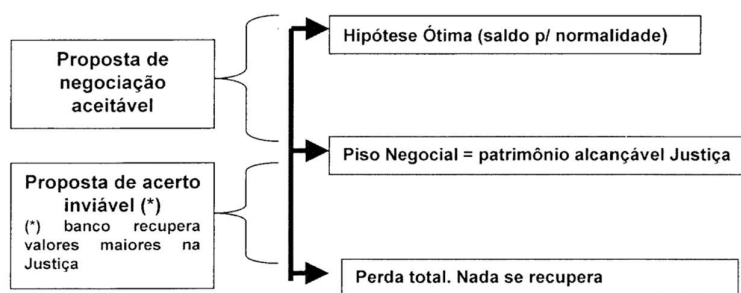 Hipótese Ótima (saldo p/ normalidade)
Proposta de
negociação
aceitável
Piso Negocial = patrimônio alcançável Justiça
Proposta de acerto
inviável (*)
(*) banco recupera
valores maiores na
Justiça
Perda total. Nada se recupera